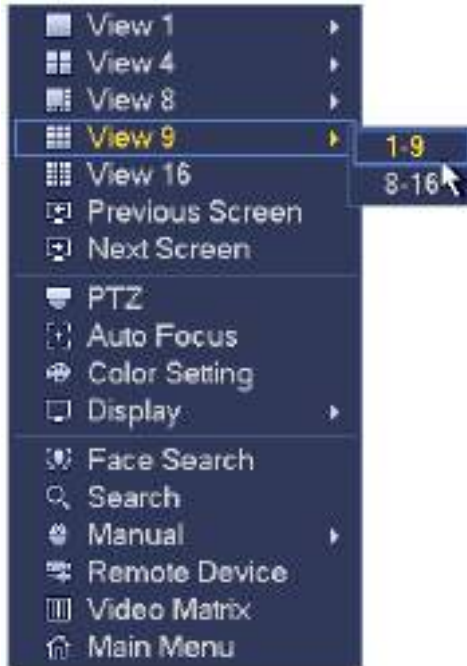 View 1
View 4
View 8
View 9
1-9
View 16
8-16
Previous Screen
Next Screen
PTZ
Auto Focus
Color Setting
Display
Face Search
Search
Manual
Remote Device
Video Matrix
Main Menu